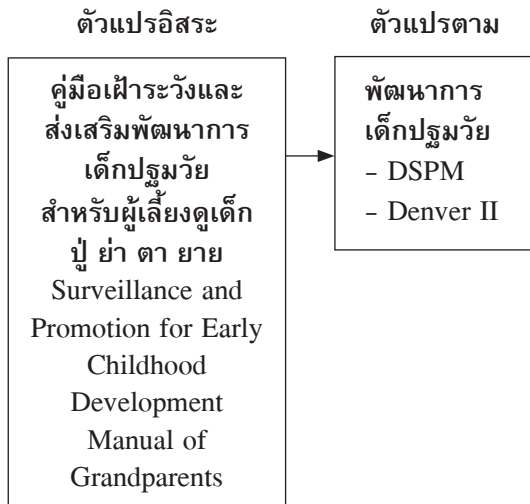 ตัวแปรอิสระ
คู่มือเฝ้าระวังและ
ส่งเสริมพัฒนาการ
เด็กปฐมวัย
สำหรับผู้เลี้ยงดูเด็ก
ปู่ ย่า ตา ยาย
Surveillance and
Promotion for Early
Childhood
Development
Manual of
Grandparents
ตัวแปรตาม
พัฒนาการ
เด็กปฐมวัย
– DSPM
– Denver II